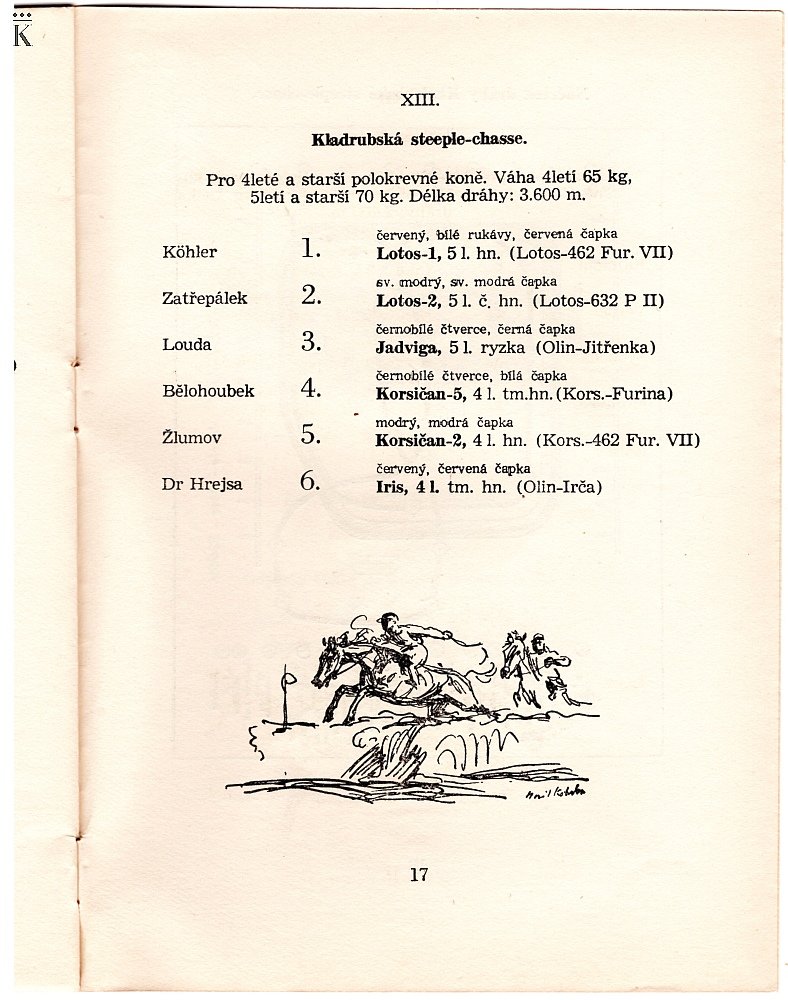 K
XIII.
Kladrubská steeple-chasse.
Pro 4leté a starší polokrevné koně. Váha 4letí 65 kg,
5letí a starší 70 kg. Délka dráhy: 3.600 m.
červený, bílé rukávy, červená čapka
Köhler 1. Lotos-1, 5 l. hn. (Lotos-462 Fur. VII)
sv. modrý, sv. modrá čapka
Zatřepálek 2. Lotos-2, 5 l. č. hn. (Lotos-632 P II)
černobílé čtverce, černá čapka
Louda 3. Jadviga, 5 l. ryzka (Olin-Jitřenka)
černobílé čtverce, bílá čapka
Bělohoubek 4. Korsičan-5, 4 l. tm.hn. (Kors.-Furina)
modrý, modrá čapka
Žlumov 5. Korsičan-2, 4 l. hn. (Kors.-462 Fur. VII)
červený, červená čapka
Dr Hrejsa 6. Iris, 4 l. tm. hn. (Olin-Irča)
17